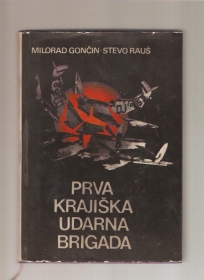 MILORAD GONČIN·STEVO RAUŠ
PRVA
KRAJIŠKA
UDARNA
BRIGADA